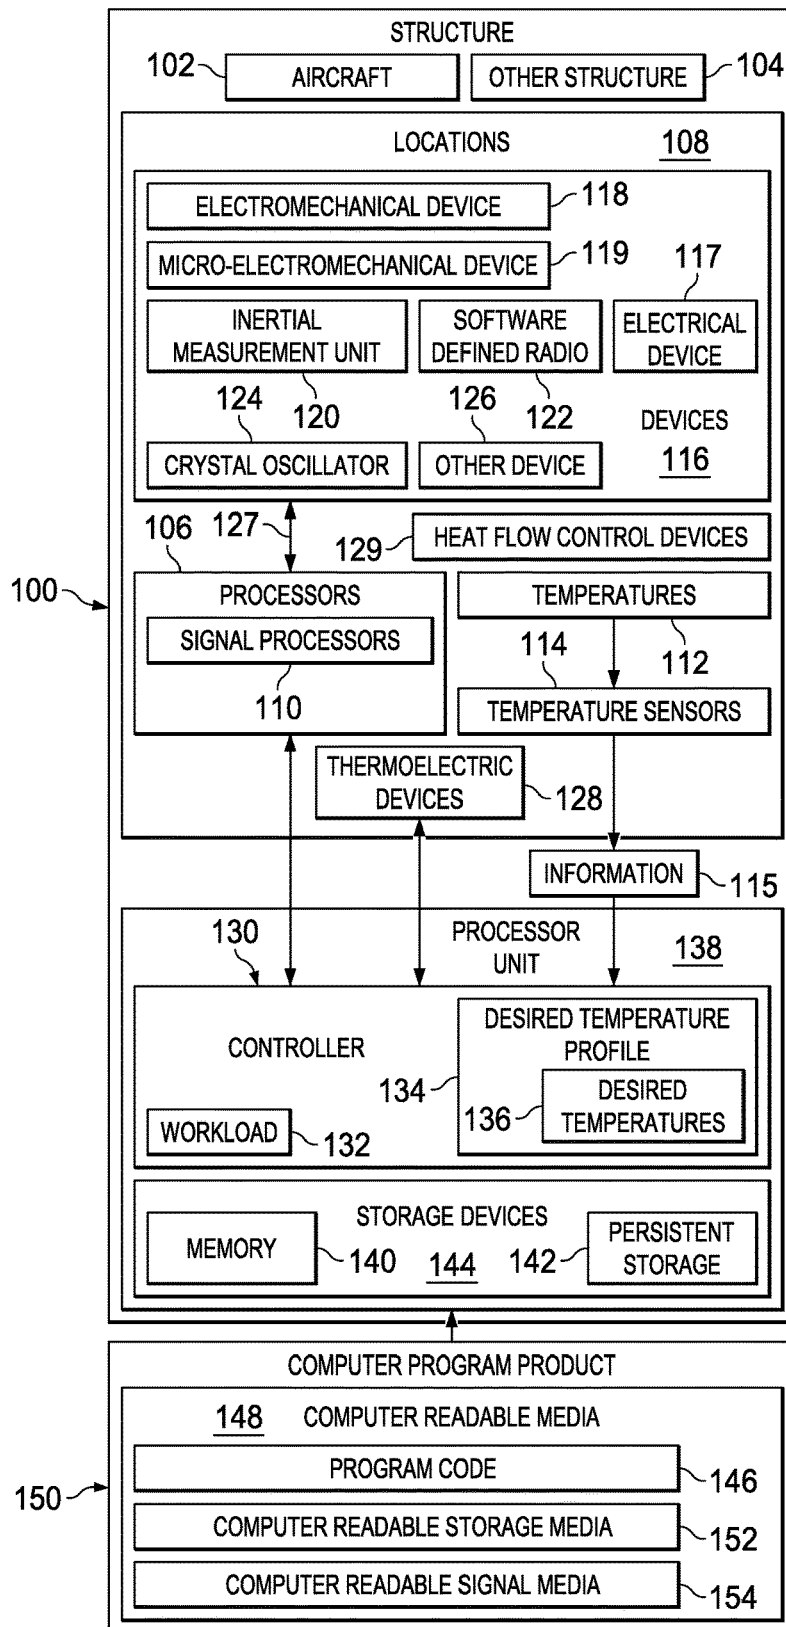 STRUCTURE
102
AIRCRAFT
OTHER STRUCTURE
104
LOCATIONS
108
ELECTROMECHANICAL DEVICE
118
MICRO-ELECTROMECHANICAL DEVICE
119
117
INERTIAL
MEASUREMENT UNIT
SOFTWARE
DEFINED RADIO
ELECTRICAL
DEVICE
124
120
126
122
DEVICES
116
CRYSTAL OSCILLATOR
OTHER DEVICE
127
106
129
HEAT FLOW CONTROL DEVICES
100
PROCESSORS
SIGNAL PROCESSORS
110
TEMPERATURES
114
112
TEMPERATURE SENSORS
THERMOELECTRIC
DEVICES
128
INFORMATION
115
130
PROCESSOR
UNIT
138
CONTROLLER
DESIRED TEMPERATURE
PROFILE
134
DESIRED
TEMPERATURES
136
WORKLOAD
132
STORAGE DEVICES
MEMORY
140
144
142
PERSISTENT
STORAGE
COMPUTER PROGRAM PRODUCT
148
COMPUTER READABLE MEDIA
PROGRAM CODE
146
150
COMPUTER READABLE STORAGE MEDIA
152
COMPUTER READABLE SIGNAL MEDIA
154